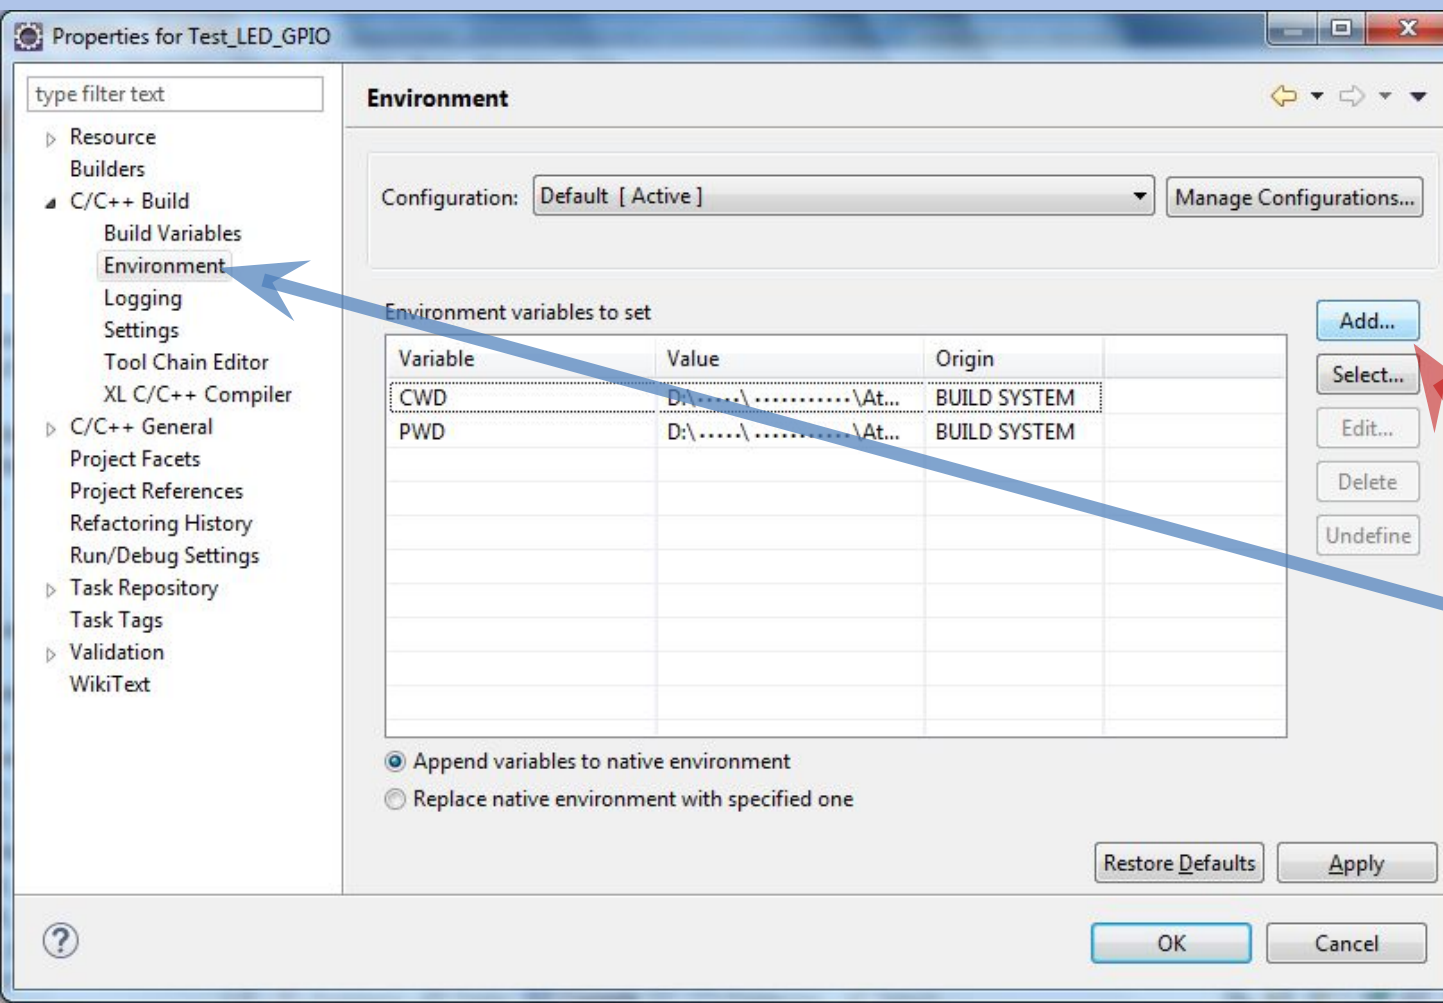 Properties for Test_LED_GPIO
type filter text
Resource
Builders
C/C++ Build
Build Variables
Environment
Logging
Settings
Tool Chain Editor
XL C/C++ Compiler
C/C++ General
Project Facets
Project References
Refactoring History
Run/Debug Settings
Task Repository
Task Tags
Validation
WikiText
Environment
Configuration: Default [ Active ] Manage Configurations...
Environment variables to set
Variable Value Origin
CWD D:\·····\ ···········\At... BUILD SYSTEM
PWD D:\·····\ ···········\At... BUILD SYSTEM
Add...
Select...
Edit...
Delete
Undefine
Append variables to native environment
Replace native environment with specified one
Restore Defaults Apply
? OK Cancel